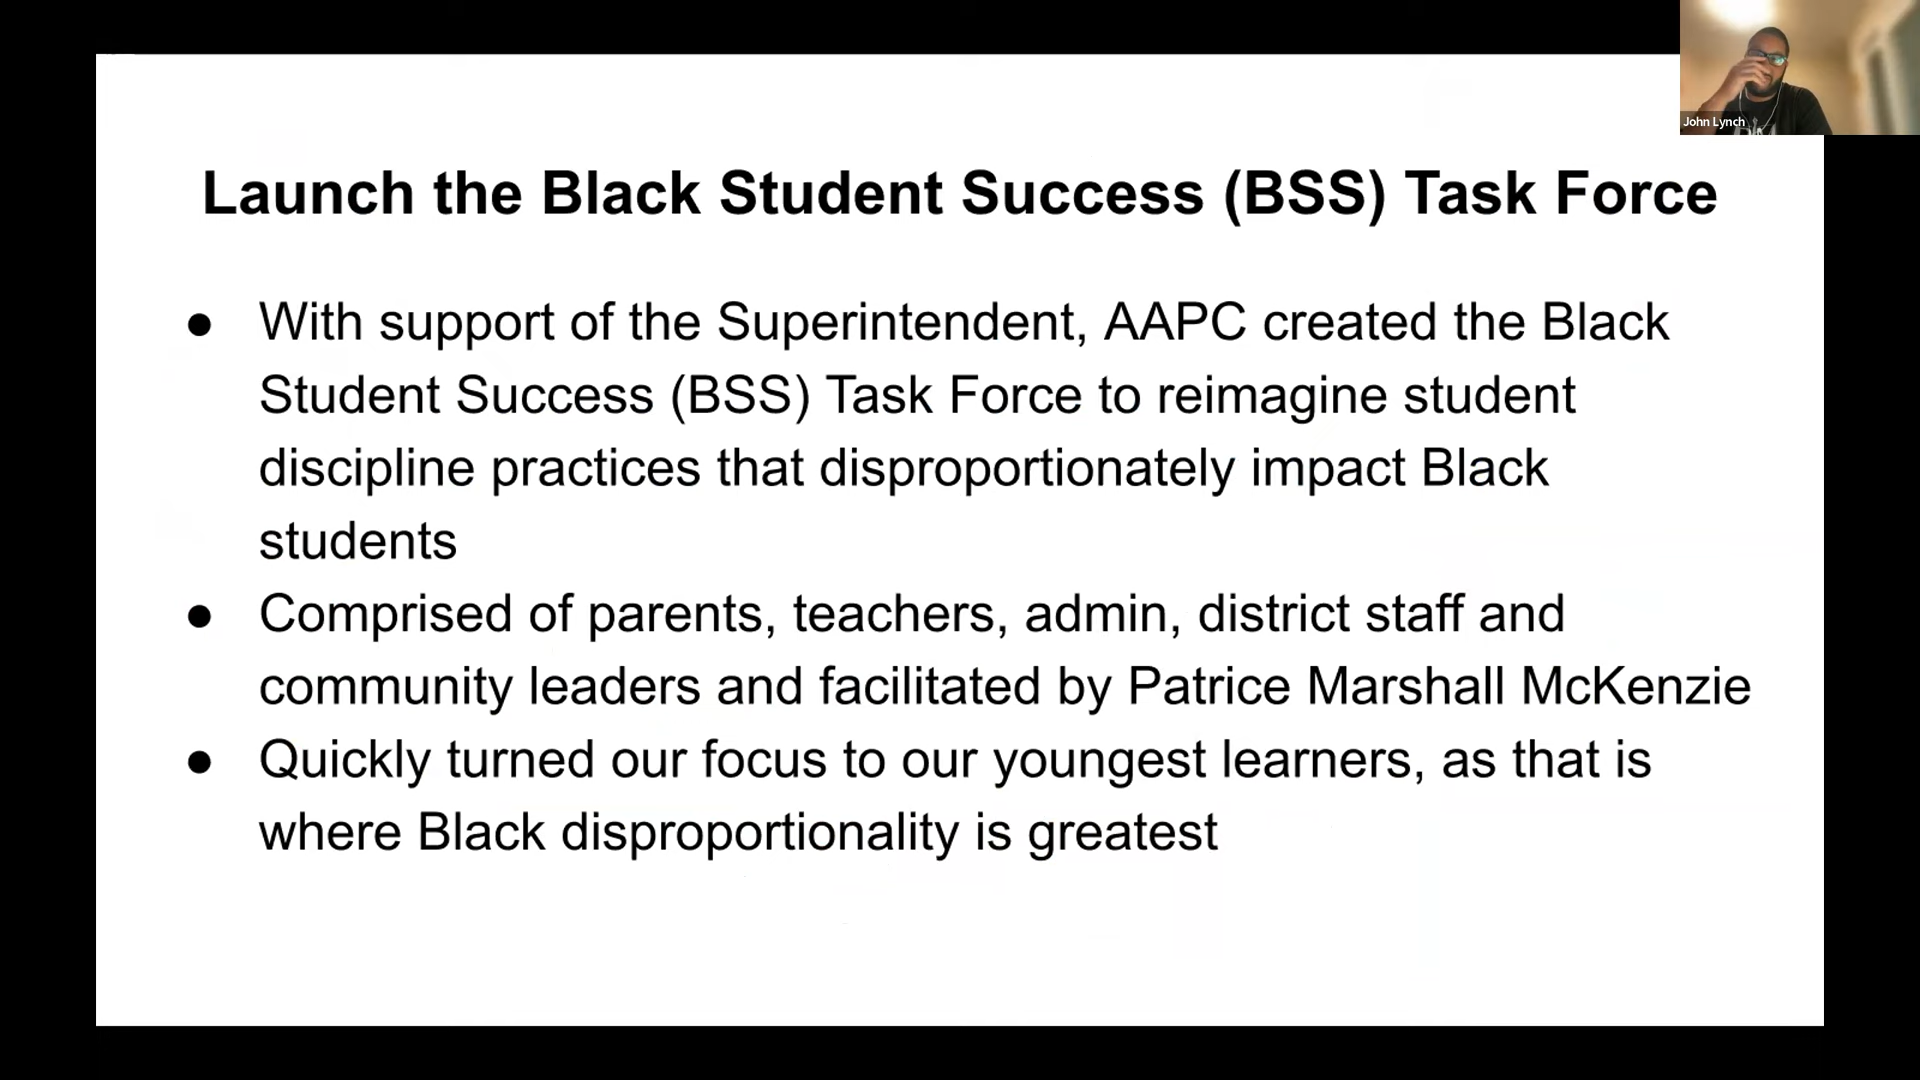 John Lynch
Launch the Black Student Success (BSS) Task Force
● With support of the Superintendent, AAPC created the Black
Student Success (BSS) Task Force to reimagine student
discipline practices that disproportionately impact Black
students
● Comprised of parents, teachers, admin, district staff and
community leaders and facilitated by Patrice Marshall McKenzie
● Quickly turned our focus to our youngest learners, as that is
where Black disproportionality is greatest